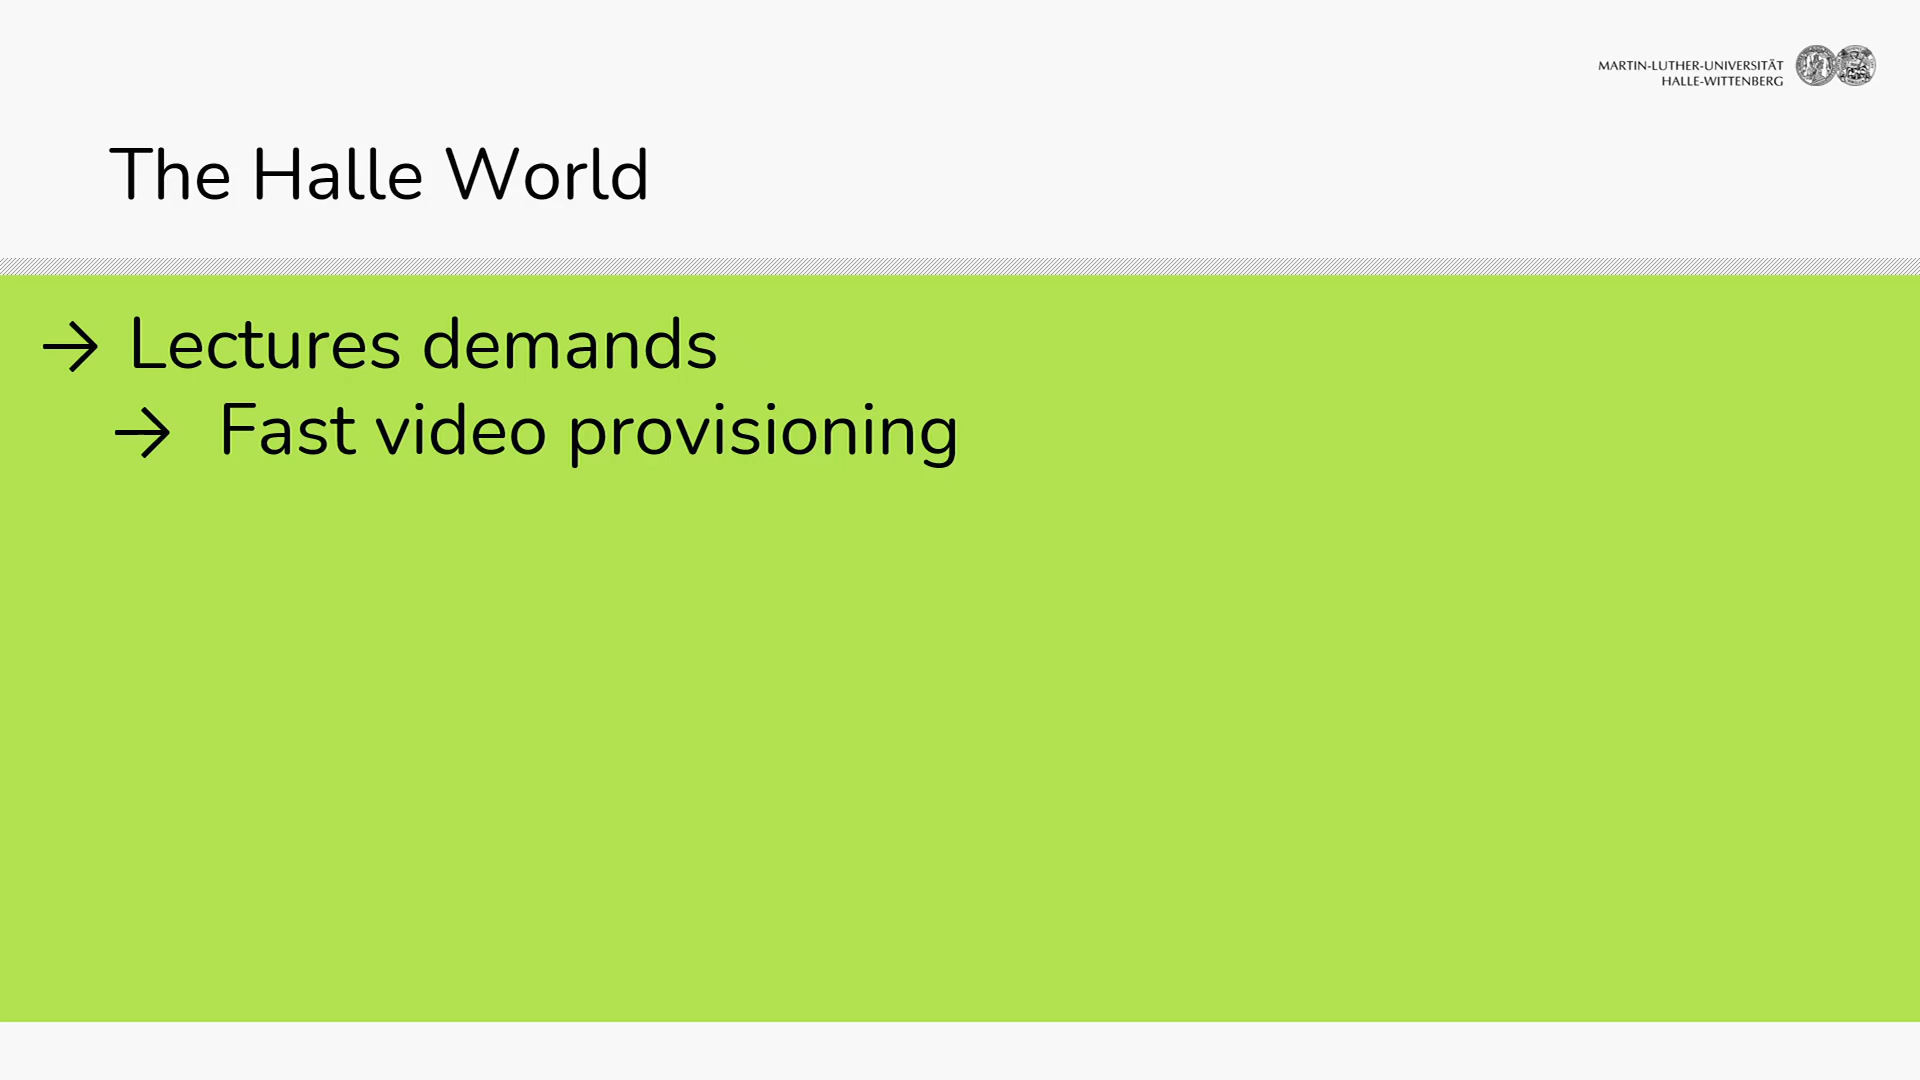 MARTIN-LUTHER-UNIVERSITÄT
HALLE-WITTENBERG
The Halle World
→ Lectures demands
→ Fast video provisioning